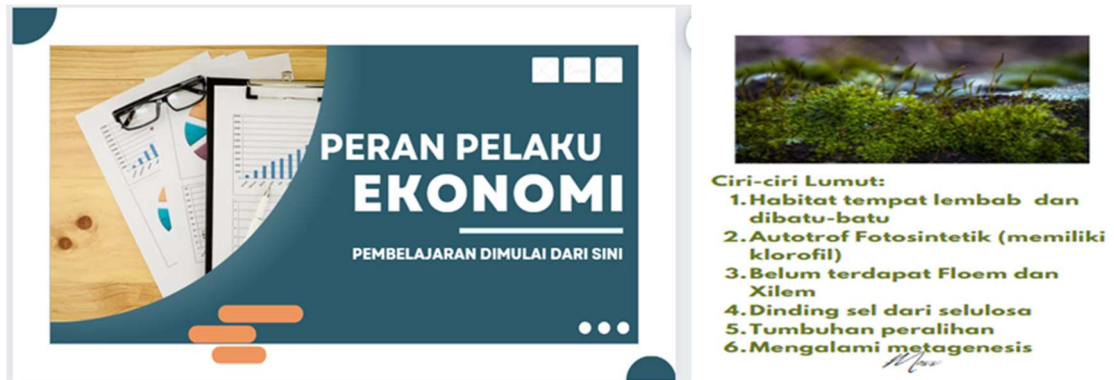 PERAN PELAKU
EKONOMI
PEMBELAJARAN DIMULAI DARI SINI
Ciri-ciri Lumut:
1. Habitat tempat lembab dan
dibatu-batu
2. Autotrof Fotosintetik (memiliki
klorofil)
3. Belum terdapat Floem dan
Xilem
4. Dinding sel dari selulosa
5. Tumbuhan peralihan
6. Mengalami metagenesis